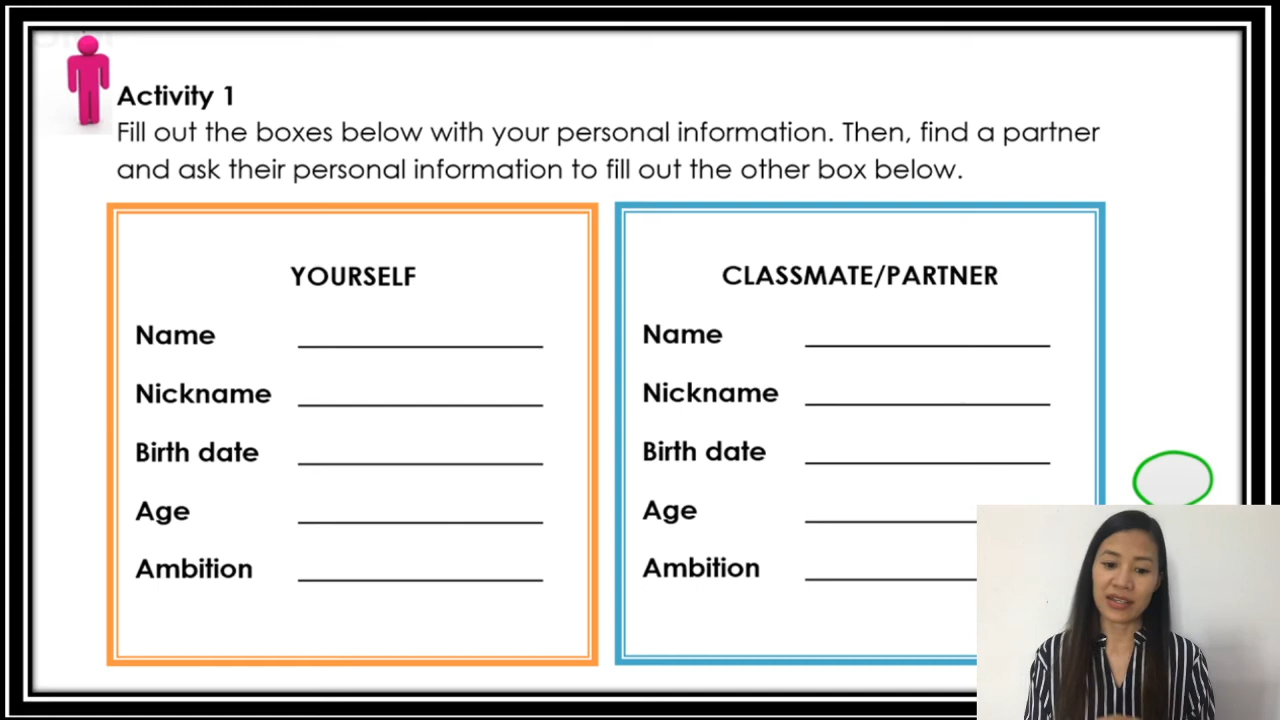 Activity 1
Fill out the boxes below with your personal information. Then, find a partner
and ask their personal information to fill out the other box below.
YOURSELF
Name
Nickname
Birth date
Age
Ambition
CLASSMATE/PARTNER
Name
Nickname
Birth date
Age
Ambition